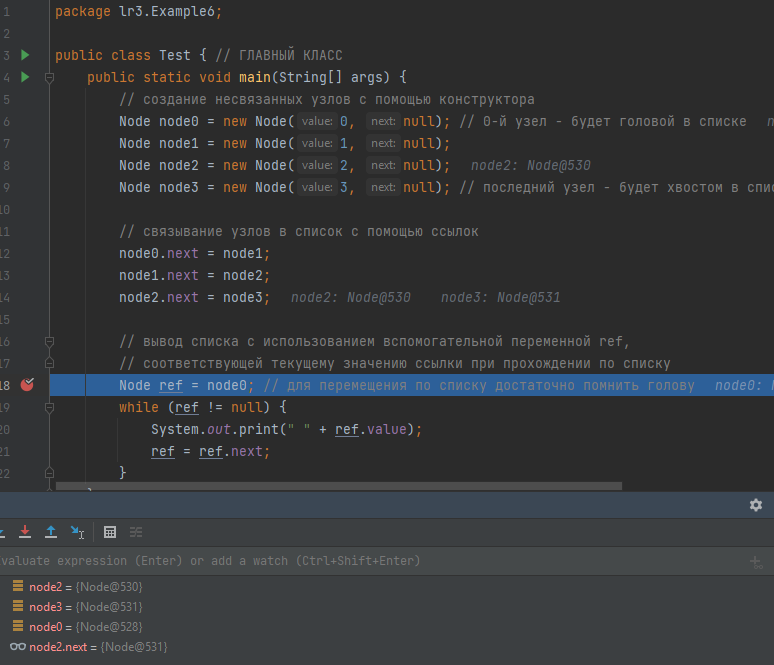 1 package lr3.Example6;
2
3 public class Test { // ГЛАВНЫЙ КЛАСС
4 public static void main(String[] args) {
5 // создание несвязанных узлов с помощью конструктора
6 Node node0 = new Node( value: 0, next: null); // 0-й узел - будет головой в списке
7 Node node1 = new Node( value: 1, next: null);
8 Node node2 = new Node( value: 2, next: null); node2: Node@530
9 Node node3 = new Node( value: 3, next: null); // последний узел - будет хвостом в
10
11 // связывание узлов в список с помощью ссылок
12 node0.next = node1;
13 node1.next = node2;
14 node2.next = node3; node2: Node@530 node3: Node@531
15
16 // вывод списка с использованием вспомогательной переменной ref,
17 // соответствующей текущему значению ссылки при прохождении по списку
18 Node ref = node0; // для перемещения по списку достаточно помнить голову node0:
19 while (ref != null) {
20 System.out.print(" " + ref.value);
21 ref = ref.next;
22 }
valuate expression (Enter) or add a watch (Ctrl+Shift+Enter)
node2 = {Node@530}
node3 = {Node@531}
node0 = {Node@528}
node2.next = {Node@531}